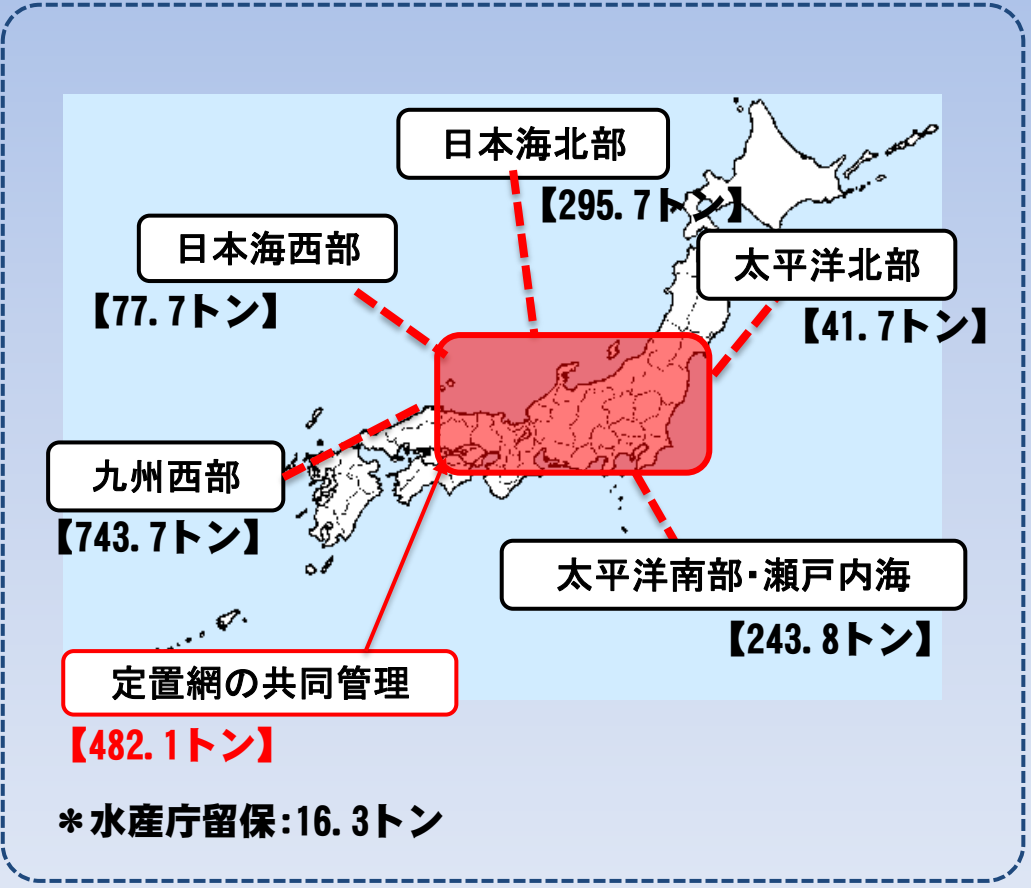 日本海北部
【295.7トン】
日本海西部
【77.7トン】
太平洋北部
【41.7トン】
九州西部
【743.7トン】
太平洋南部・瀬戸内海
【243.8トン】
定置網の共同管理
【482.1トン】
＊水産庁留保:16.3トン